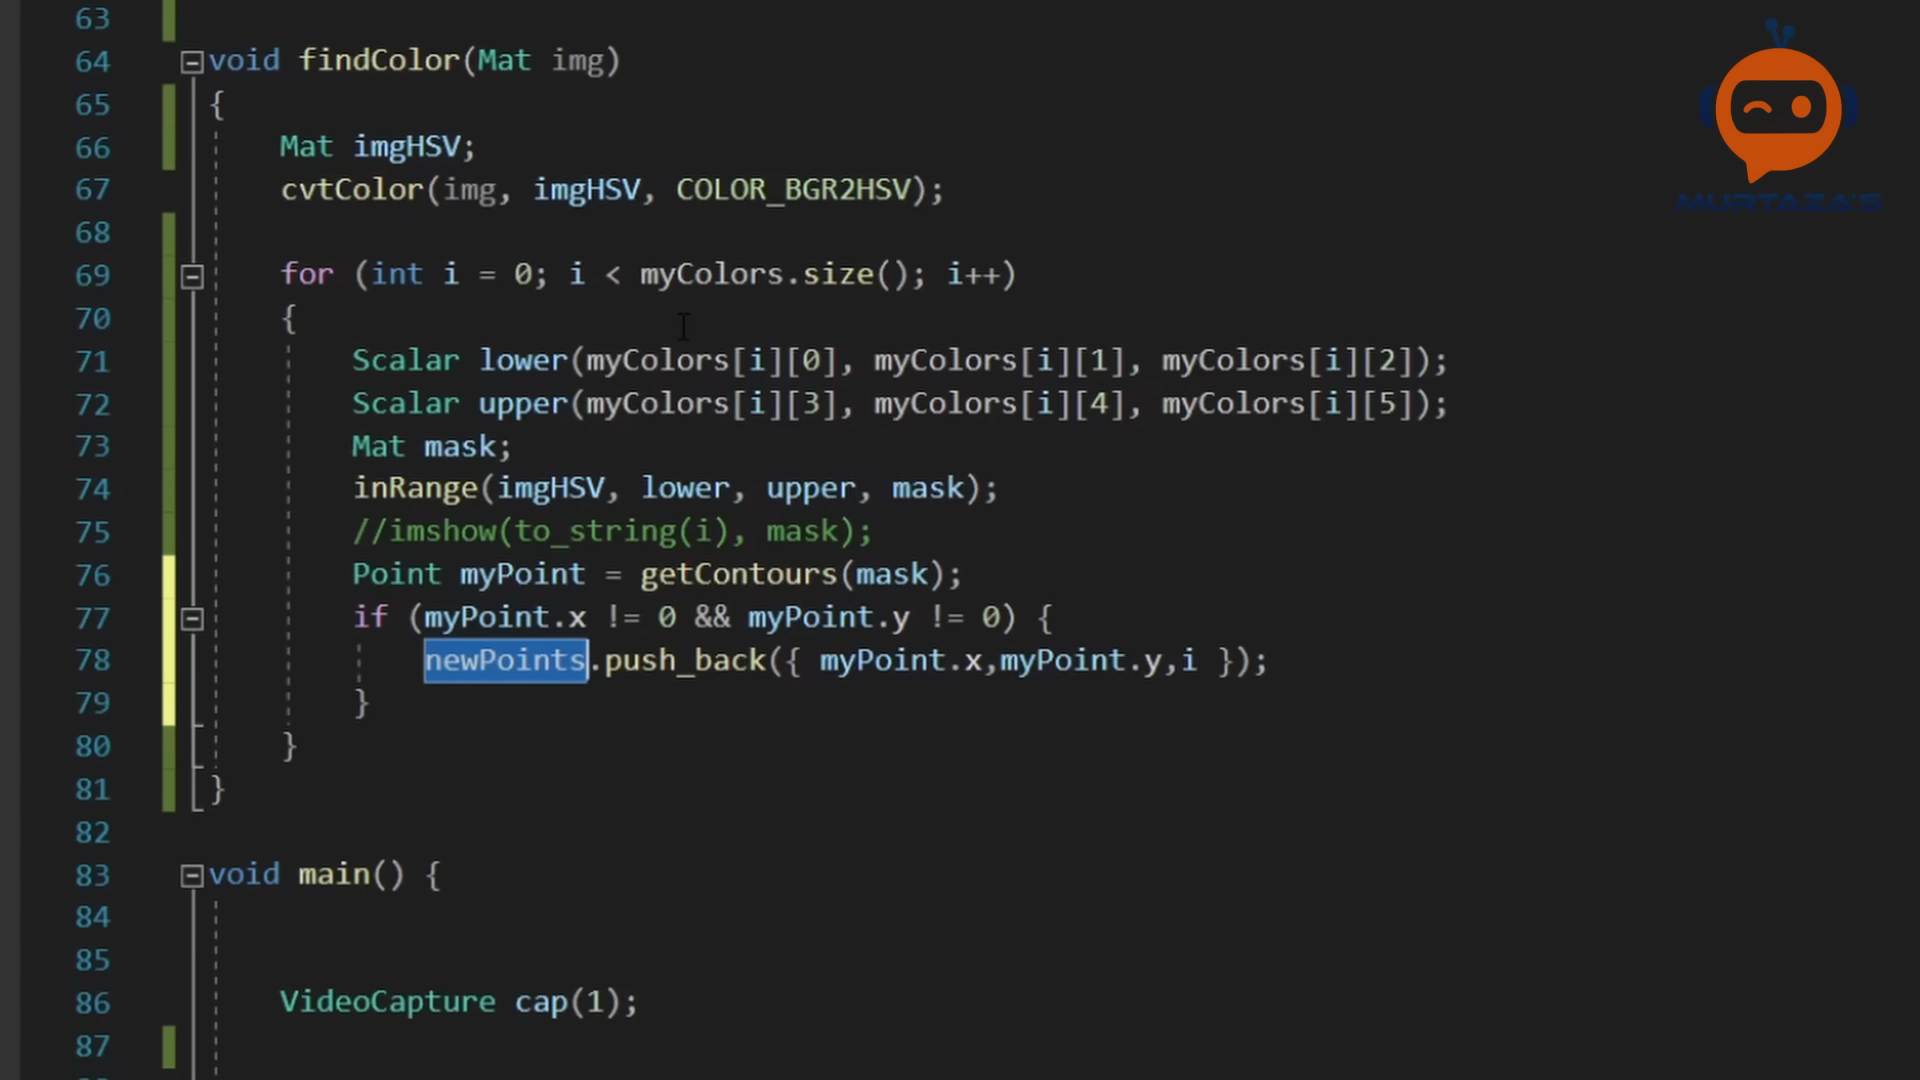 63
64 void findColor(Mat img)
65 {
66 Mat imgHSV;
67 cvtColor(img, imgHSV, COLOR_BGR2HSV);
68
69 for (int i = 0; i < myColors.size(); i++)
70 {
71 Scalar lower(myColors[i][0], myColors[i][1], myColors[i][2]);
72 Scalar upper(myColors[i][3], myColors[i][4], myColors[i][5]);
73 Mat mask;
74 inRange(imgHSV, lower, upper, mask);
75 //imshow(to_string(i), mask);
76 Point myPoint = getContours(mask);
77 if (myPoint.x != 0 && myPoint.y != 0) {
78 newPoints.push_back({ myPoint.x,myPoint.y,i });
79 }
80 }
81 }
82
83 void main() {
84
85
86 VideoCapture cap(1);
87
MURTAZA'S